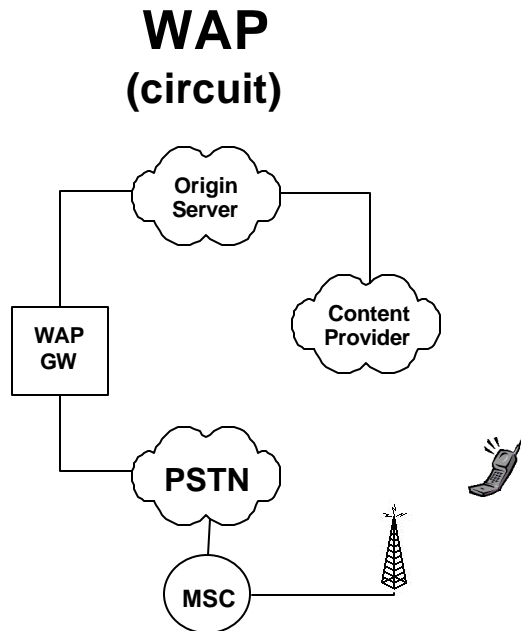 WAP
(circuit)
Origin
Server
Content
Provider
WAP
GW
PSTN
MSC